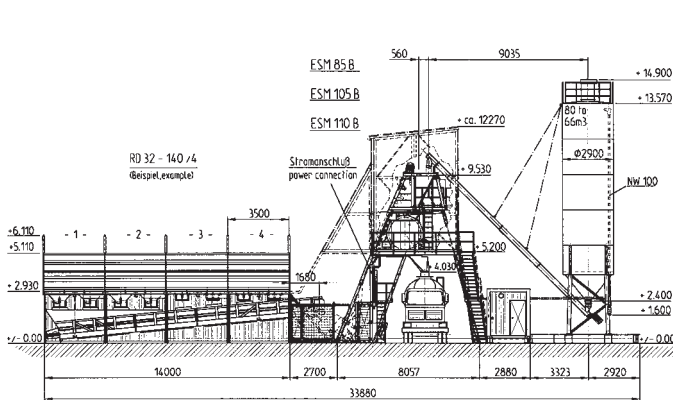 560
9035
ESM 85 B
ESM 105 B
ESM 110 B
+ 14.900
+ 13.570
80 to
66m3
+ ca. 12270
RD 32 - 140 /4
(Beispiel,example)
Stromanschluß
power connection
+ 9.530
Ø2900
NW 100
3500
+6.110
- 1 -
- 2 -
- 3 -
- 4 -
+5.110
+ 5.200
+ 4.030
1680
+ 2.930
+ 2.400
+ 1.600
+/- 0.00
+/- 0.00
14000
2700
8057
2880
3323
2920
33880